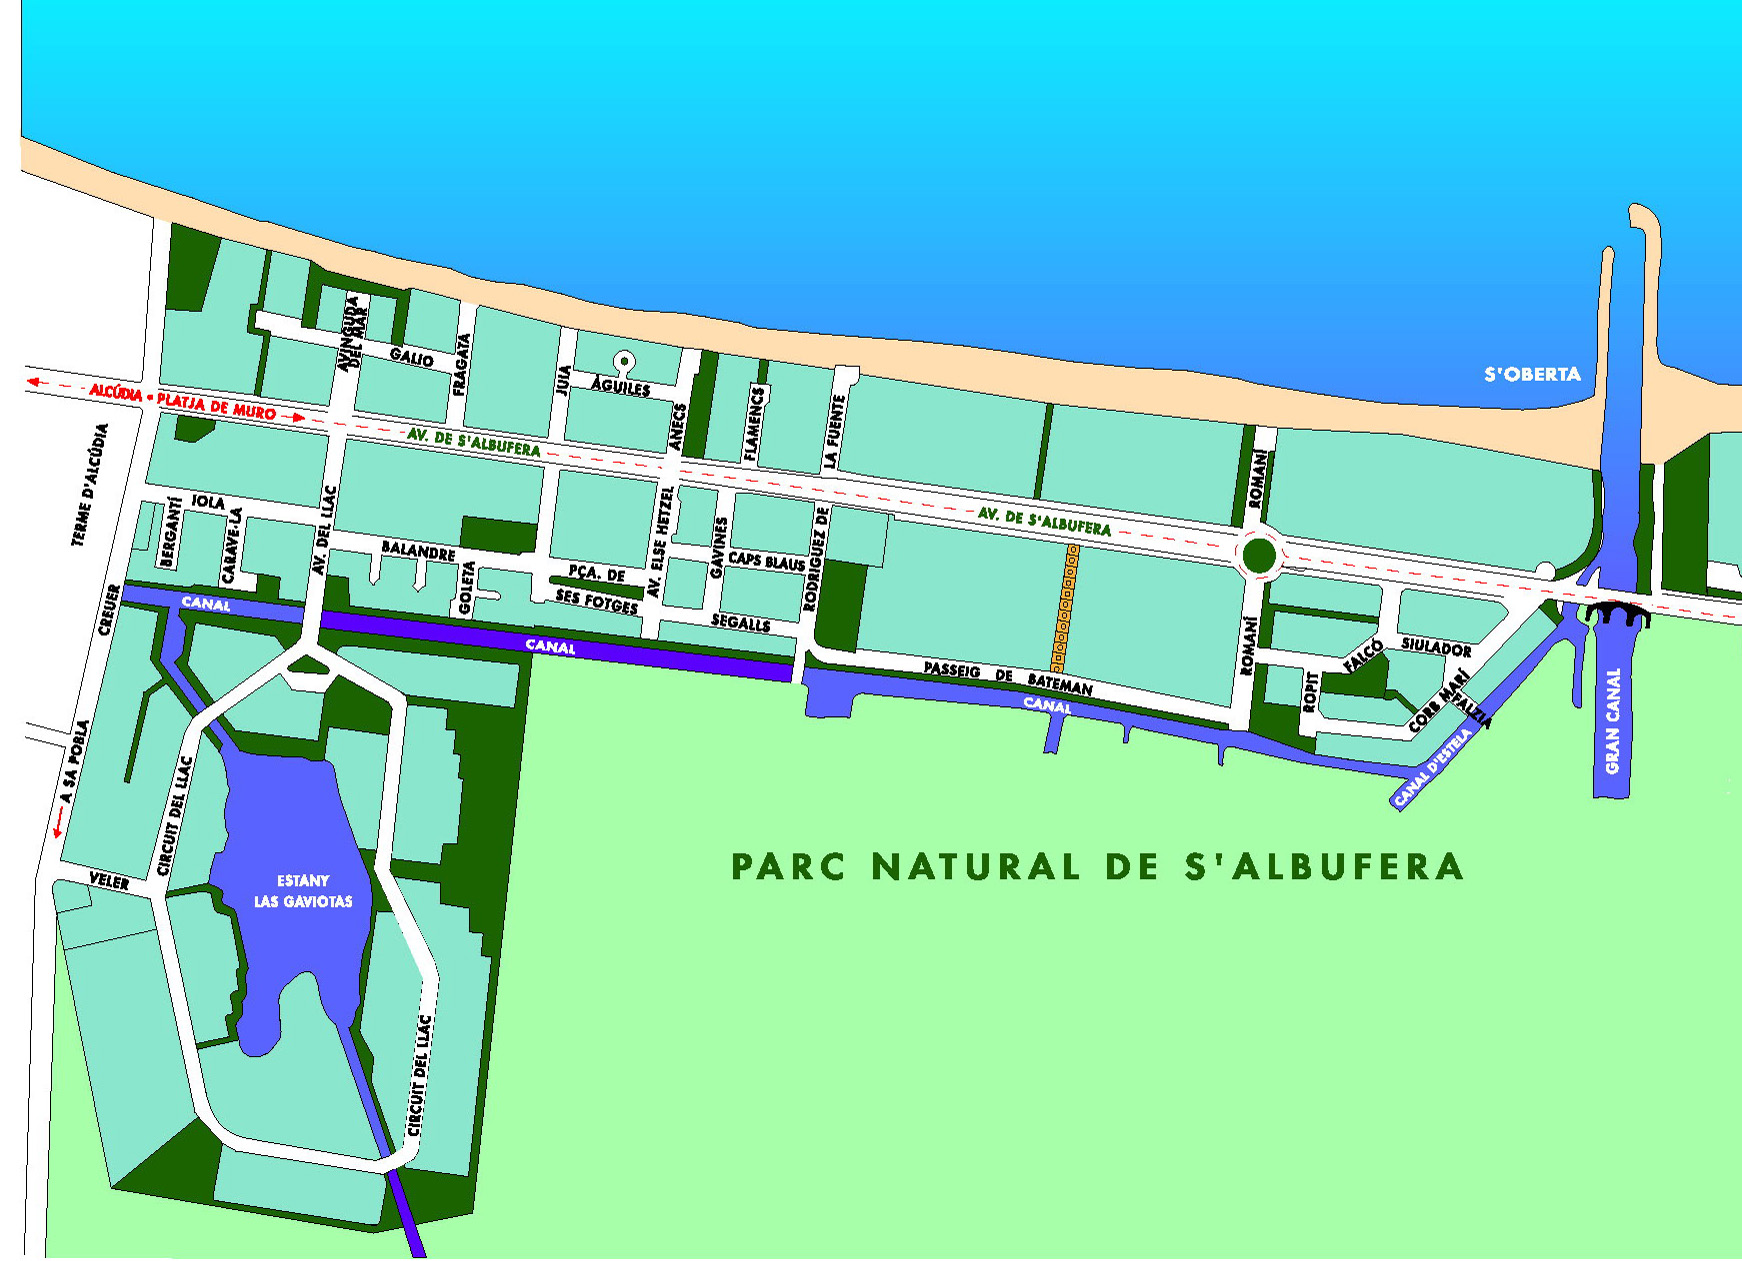 S'OBERTA
AVINGUDA
DEL MAR
GALIO
FRAGATA
JUIA
ÀGUILES
ANECS
FLAMENCS
LA FUENTE
ALCÚDIA • PLATJA DE MURO
AV. DE S'ALBUFERA
AV. DE S'ALBUFERA
ROMANÍ
TERME D'ALCÚDIA
IOLA
BERGANTÍ
CARAVE·LA
AV. DEL LLAC
BALANDRE
GOLETA
PÇA. DE
SES FOTGES
AV. ELSE HETZEL
GAVINES
CAPS BLAUS
RODRIGUEZ DE
SEGALLS
CREUER
CANAL
CANAL
PASSEIG DE BATEMAN
CANAL
ROMANÍ
ROPIT
FALCÓ
SIULADOR
CORB MARÍ
FALZIA
CANAL D'ESTELA
GRAN CANAL
A SA POBLA
CIRCUIT DEL LLAC
VELER
ESTANY
LAS GAVIOTAS
PARC NATURAL DE S'ALBUFERA
CIRCUIT DEL LLAC